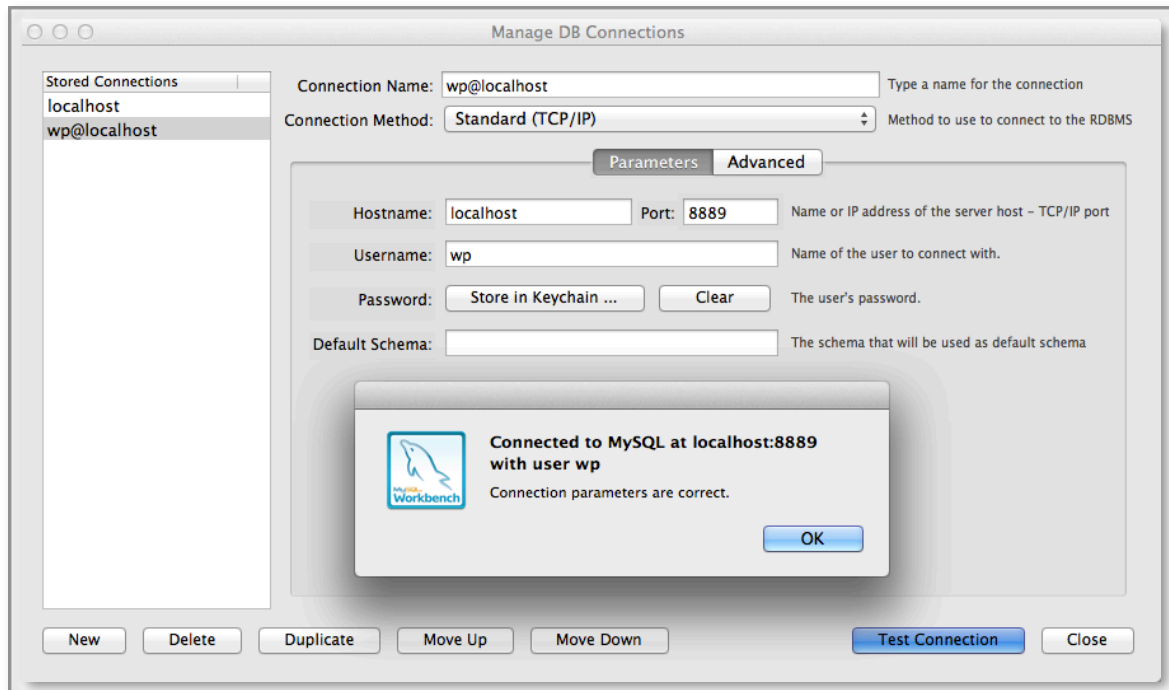 Manage DB Connections
Stored Connections
localhost
wp@localhost
Connection Name: wp@localhost Type a name for the connection
Connection Method: Standard (TCP/IP) Method to use to connect to the RDBMS
Parameters Advanced
Hostname: localhost Port: 8889 Name or IP address of the server host - TCP/IP port
Username: wp Name of the user to connect with.
Password: Store in Keychain ... Clear The user's password.
Default Schema: The schema that will be used as default schema
MySQL
Workbench
Connected to MySQL at localhost:8889
with user wp
Connection parameters are correct.
OK
New Delete Duplicate Move Up Move Down Test Connection Close